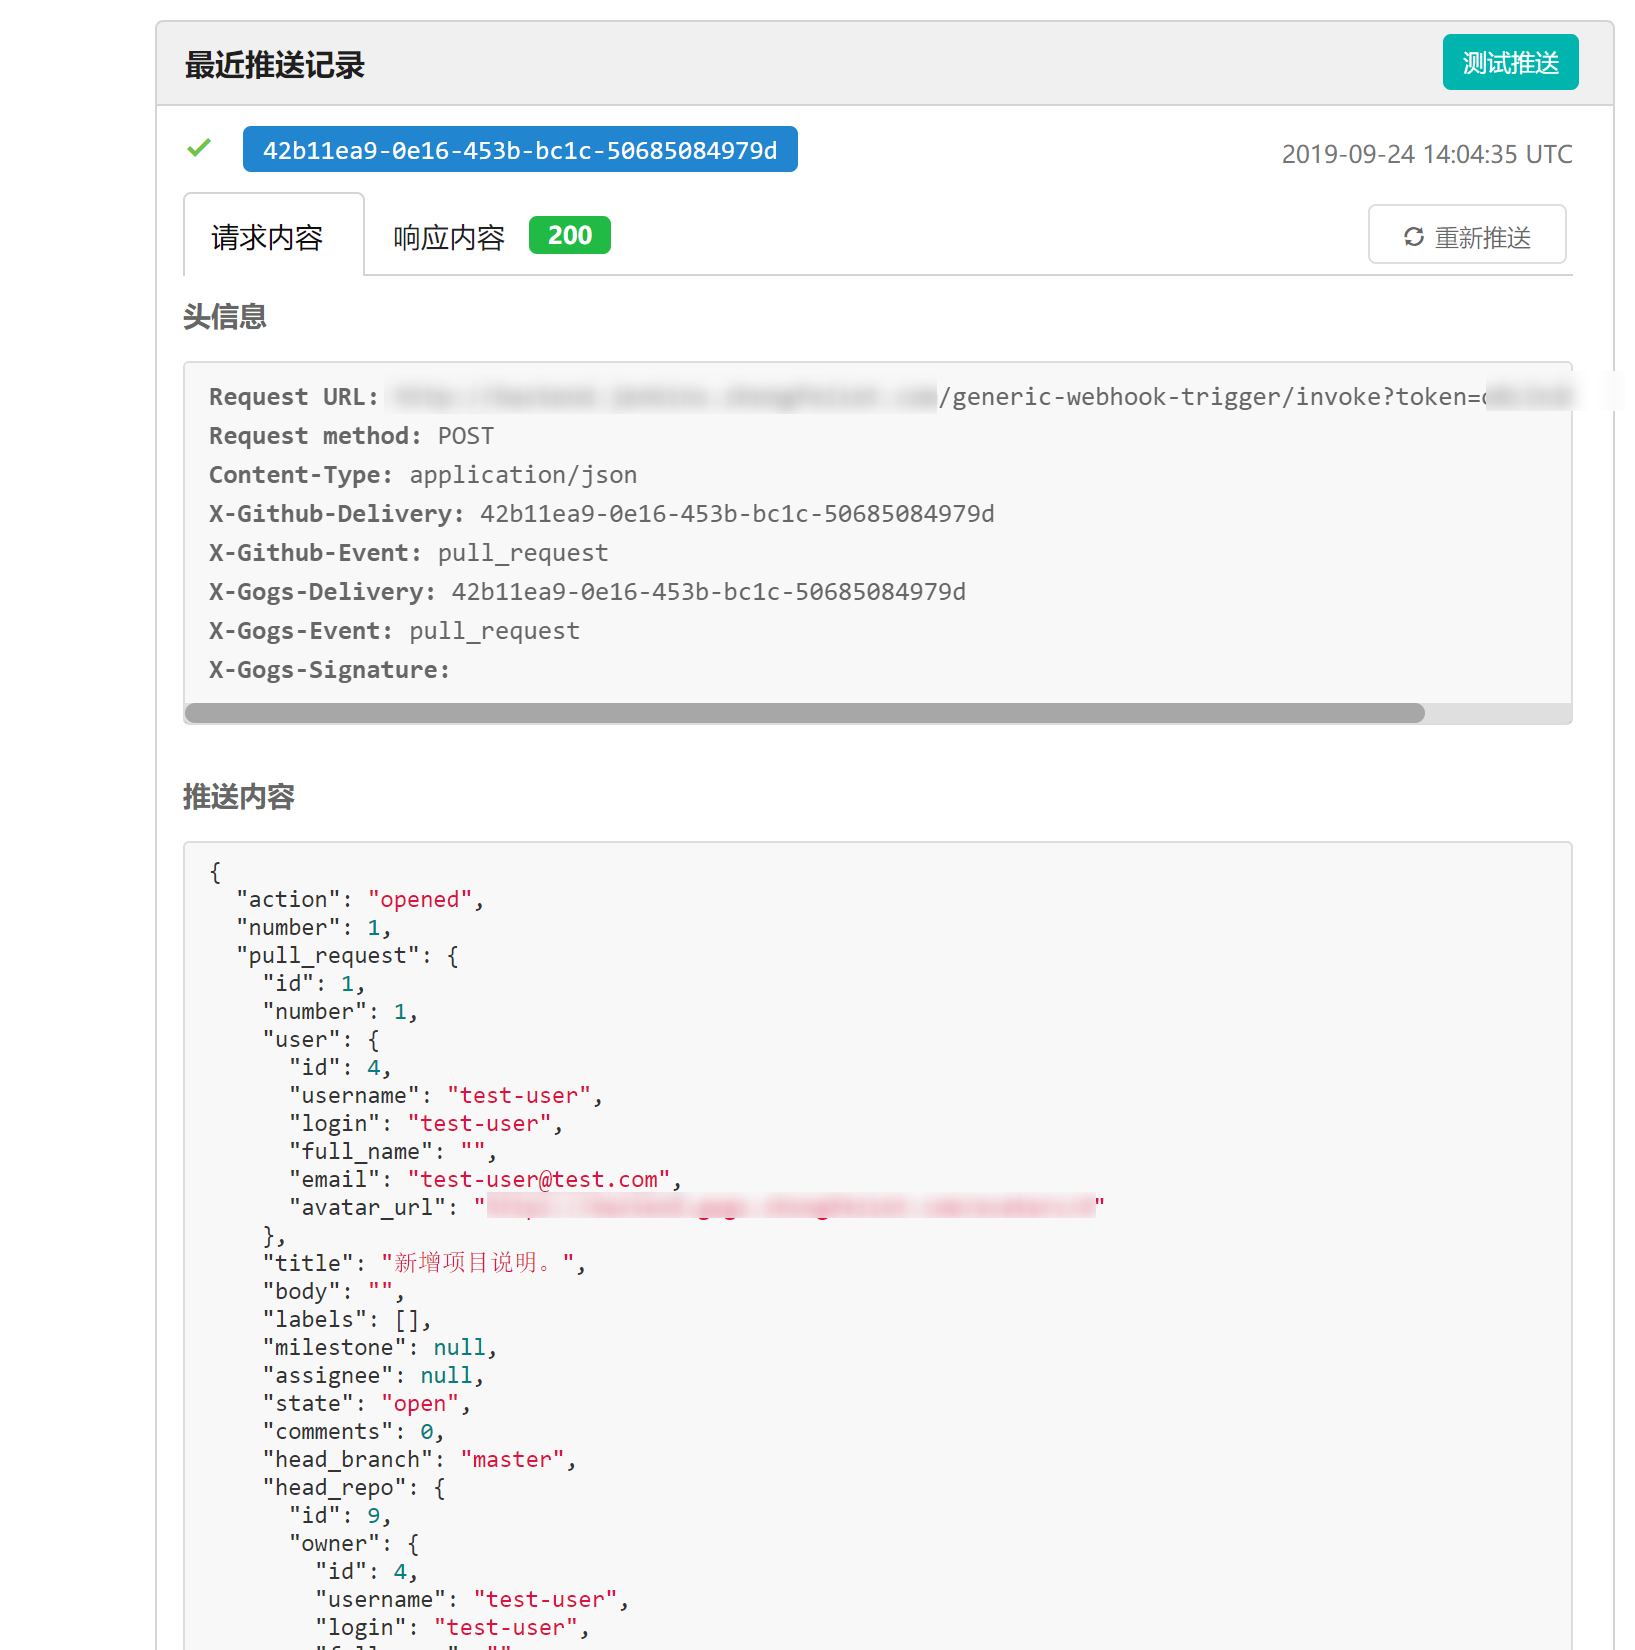 最近推送记录
测试推送
42b11ea9-0e16-453b-bc1c-50685084979d
2019-09-24 14:04:35 UTC
请求内容
响应内容 200
重新推送
头信息
Request URL: /generic-webhook-trigger/invoke?token=
Request method: POST
Content-Type: application/json
X-Github-Delivery: 42b11ea9-0e16-453b-bc1c-50685084979d
X-Github-Event: pull_request
X-Gogs-Delivery: 42b11ea9-0e16-453b-bc1c-50685084979d
X-Gogs-Event: pull_request
X-Gogs-Signature:
推送内容
{
  "action": "opened",
  "number": 1,
  "pull_request": {
    "id": 1,
    "number": 1,
    "user": {
      "id": 4,
      "username": "test-user",
      "login": "test-user",
      "full_name": "",
      "email": "test-user@test.com",
      "avatar_url": ""
    },
    "title": "新增项目说明。",
    "body": "",
    "labels": [],
    "milestone": null,
    "assignee": null,
    "state": "open",
    "comments": 0,
    "head_branch": "master",
    "head_repo": {
      "id": 9,
      "owner": {
        "id": 4,
        "username": "test-user",
        "login": "test-user",